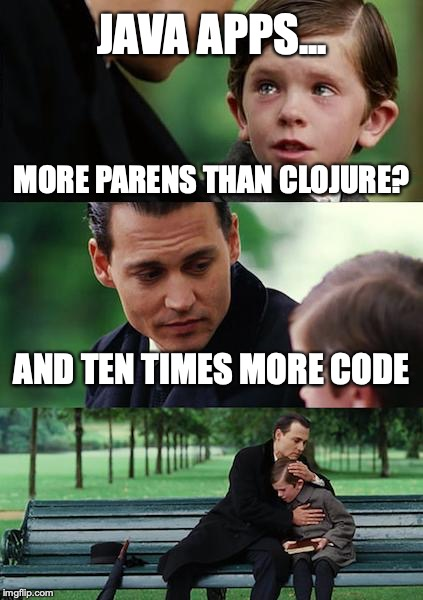 JAVA APPS...
MORE PARENS THAN CLOJURE?
AND TEN TIMES MORE CODE
imgflip.com